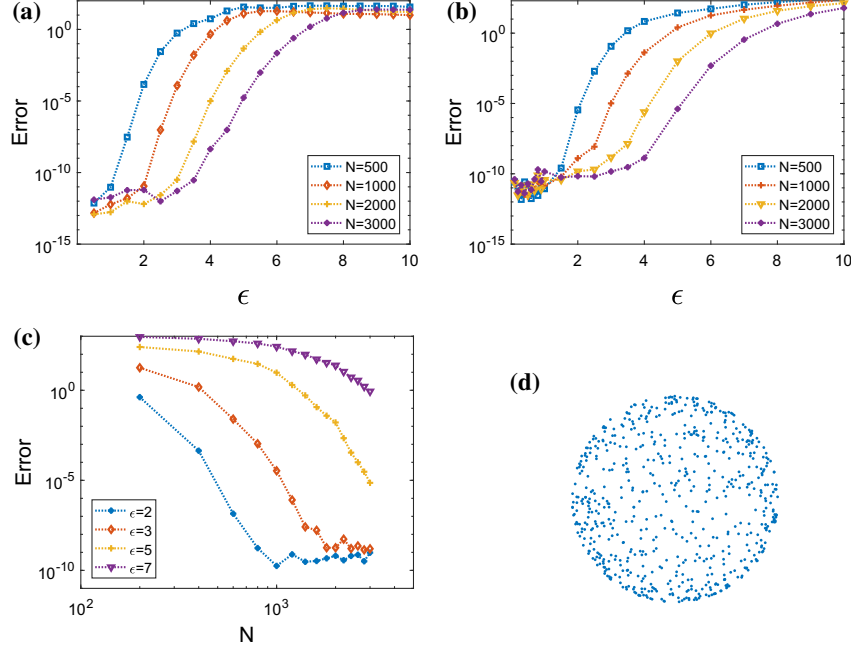 (a)
Error
10^0
10^-5
10^-10
10^-15
2 4 6 8 10
ϵ
N=500
N=1000
N=2000
N=3000
(b)
Error
10^0
10^-5
10^-10
10^-15
2 4 6 8 10
ϵ
N=500
N=1000
N=2000
N=3000
(c)
Error
10^0
10^-5
10^-10
10^2 10^3
N
ϵ=2
ϵ=3
ϵ=5
ϵ=7
(d)